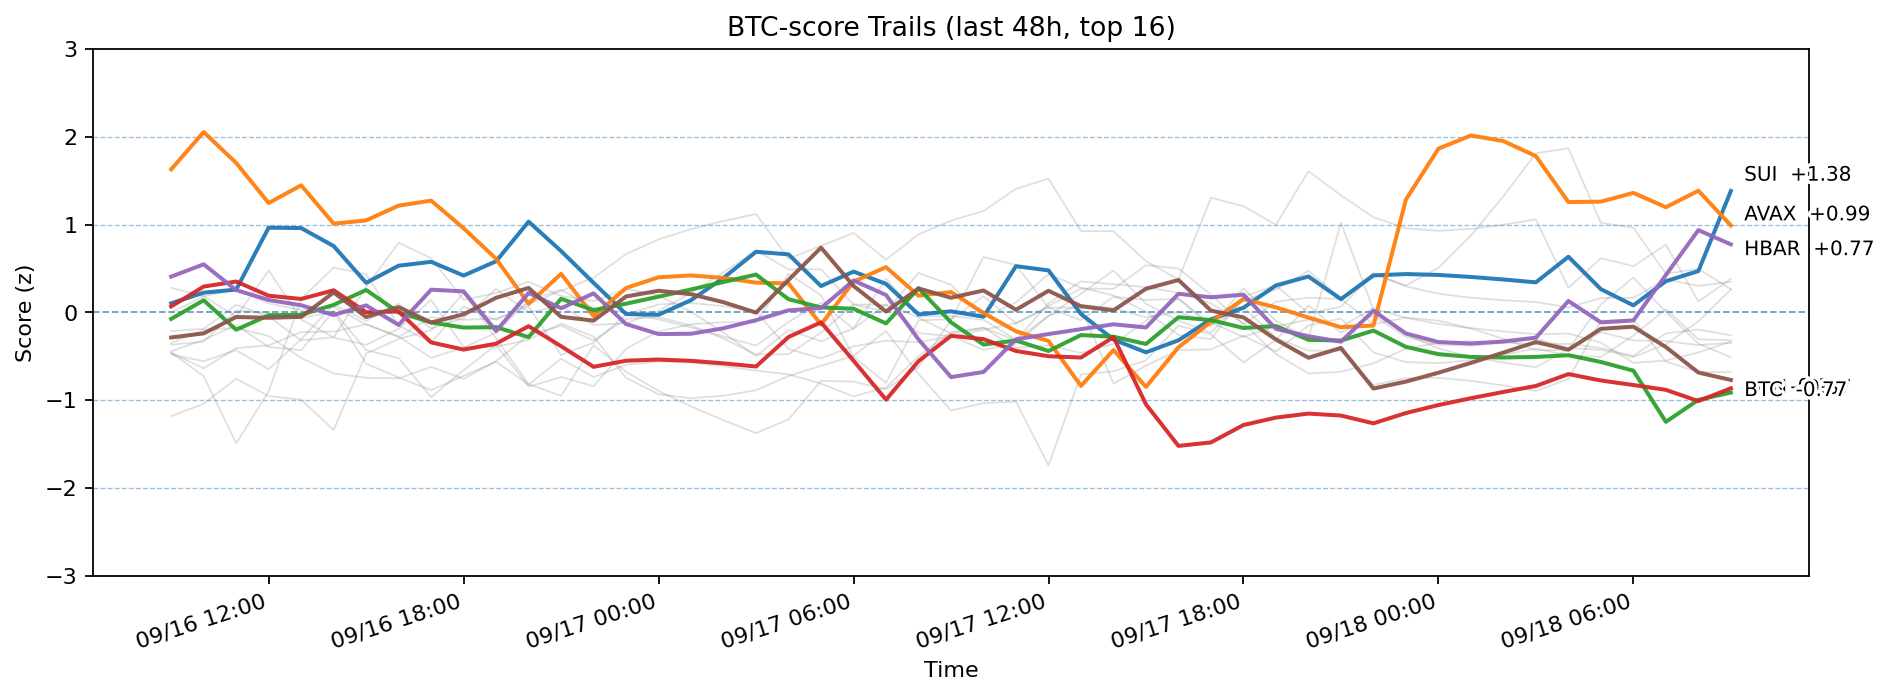 BTC-score Trails (last 48h, top 16)
Score (z)
3
2
1
0
−1
−2
−3
SUI +1.38
AVAX +0.99
HBAR +0.77
BTC -0.77
09/16 12:00
09/16 18:00
09/17 00:00
09/17 06:00
09/17 12:00
09/17 18:00
09/18 00:00
09/18 06:00
Time